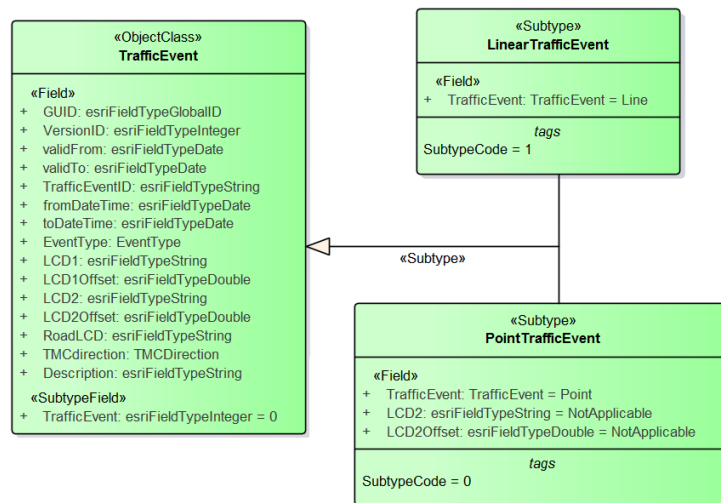 «ObjectClass»
TrafficEvent
«Field»
+ GUID: esriFieldTypeGlobalID
+ VersionID: esriFieldTypeInteger
+ validFrom: esriFieldTypeDate
+ validTo: esriFieldTypeDate
+ TrafficEventID: esriFieldTypeString
+ fromDateTime: esriFieldTypeDate
+ toDateTime: esriFieldTypeDate
+ EventType: EventType
+ LCD1: esriFieldTypeString
+ LCD1Offset: esriFieldTypeDouble
+ LCD2: esriFieldTypeString
+ LCD2Offset: esriFieldTypeDouble
+ RoadLCD: esriFieldTypeString
+ TMCdirection: TMCDirection
+ Description: esriFieldTypeString
«SubtypeField»
+ TrafficEvent: esriFieldTypeInteger = 0
«Subtype»
«Subtype»
LinearTrafficEvent
«Field»
+ TrafficEvent: TrafficEvent = Line
tags
SubtypeCode = 1
«Subtype»
PointTrafficEvent
«Field»
+ TrafficEvent: TrafficEvent = Point
+ LCD2: esriFieldTypeString = NotApplicable
+ LCD2Offset: esriFieldTypeDouble = NotApplicable
tags
SubtypeCode = 0